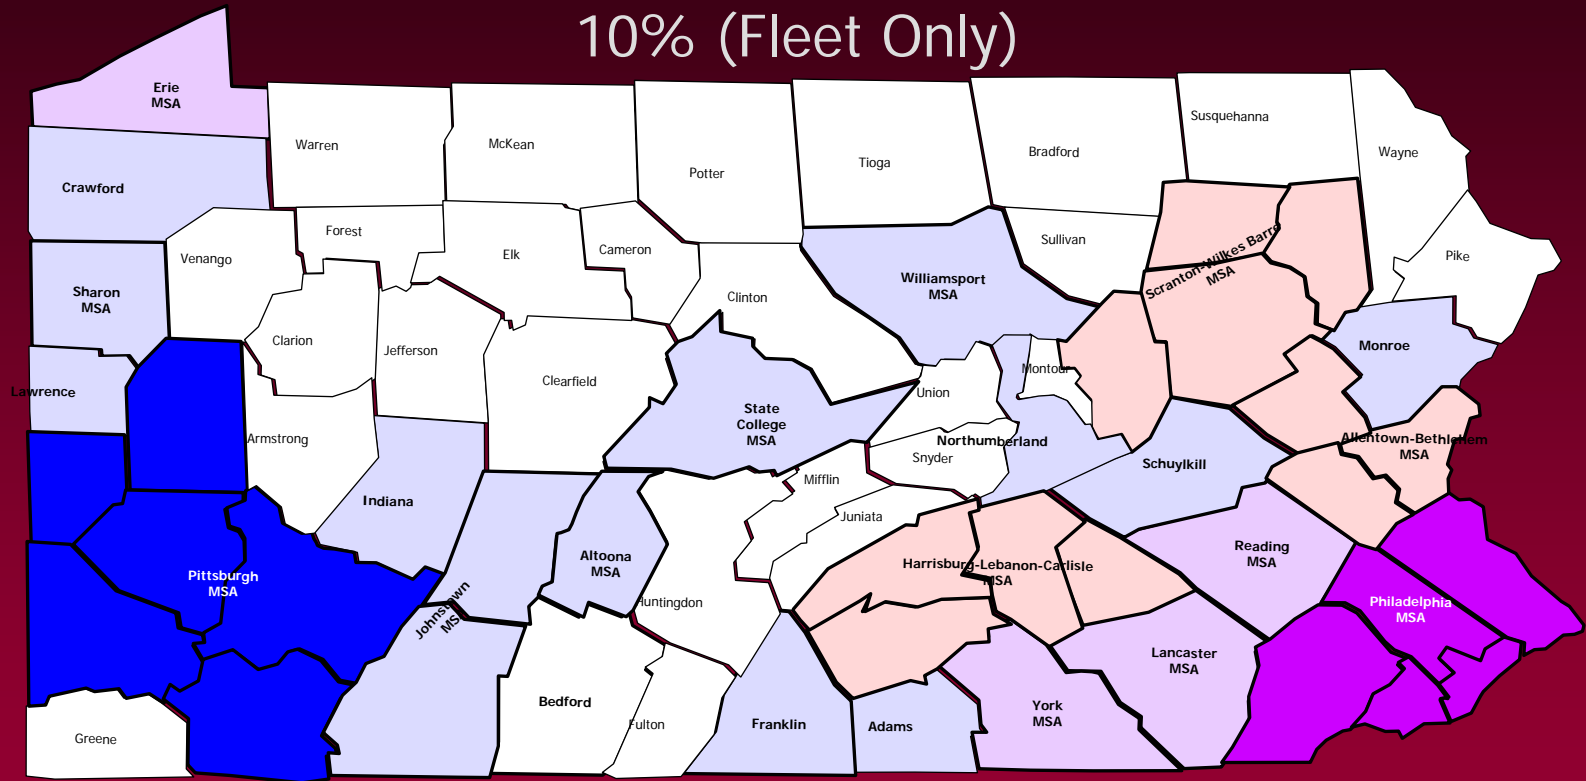 10% (Fleet Only)
Erie
MSA
Warren
McKean
Potter
Tioga
Bradford
Susquehanna
Wayne
Crawford
Forest
Venango
Elk
Cameron
Sullivan
Pike
Sharon
MSA
Clinton
Williamsport
MSA
Scranton-Wilkes Barre
MSA
Clarion
Jefferson
Clearfield
Monroe
Lawrence
Montour
Union
State
College
MSA
Armstrong
Northumberland
Snyder
Allentown-Bethlehem
MSA
Mifflin
Schuylkill
Indiana
Juniata
Altoona
MSA
Harrisburg-Lebanon-Carlisle
MSA
Reading
MSA
Pittsburgh
MSA
Johnstown
MSA
Huntingdon
Philadelphia
MSA
Lancaster
MSA
Bedford
Fulton
Franklin
Adams
York
MSA
Greene